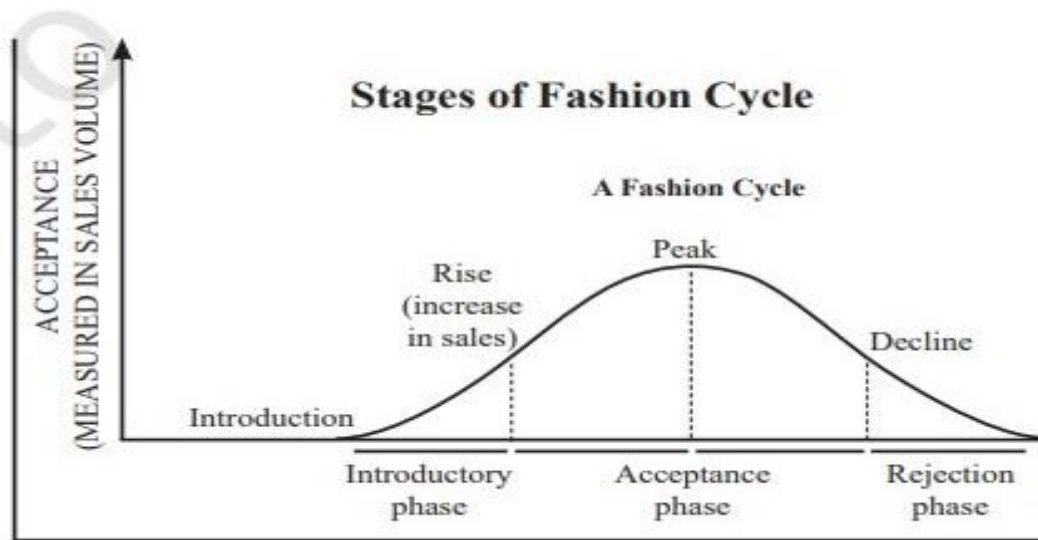 Stages of Fashion Cycle
A Fashion Cycle
ACCEPTANCE
(MEASURED IN SALES VOLUME)
Peak
Rise
(increase
in sales)
Decline
Introduction
Introductory
phase
Acceptance
phase
Rejection
phase